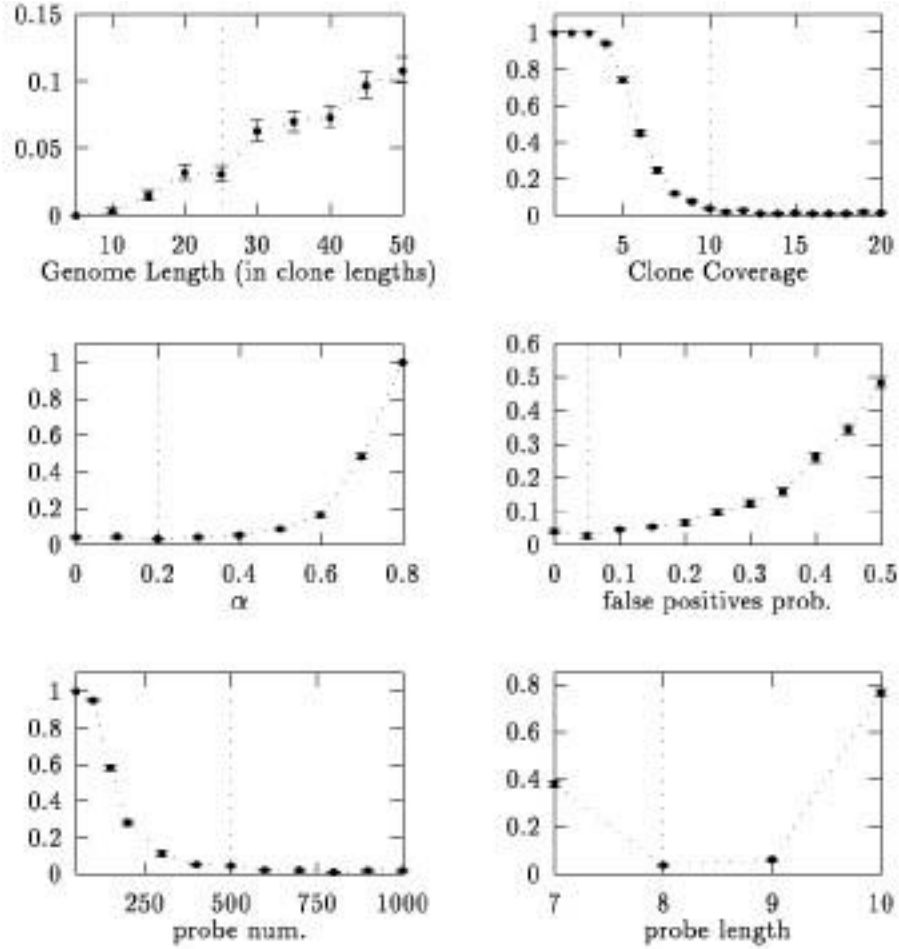 0.15
0.1
0.05
0
10 20 30 40 50
Genome Length (in clone lengths)
1
0.8
0.6
0.4
0.2
0
5 10 15 20
Clone Coverage
1
0.8
0.6
0.4
0.2
0
0 0.2 0.4 0.6 0.8
α
0.6
0.5
0.4
0.3
0.2
0.1
0
0 0.1 0.2 0.3 0.4 0.5
false positives prob.
1
0.8
0.6
0.4
0.2
0
250 500 750 1000
probe num.
0.8
0.6
0.4
0.2
0
7 8 9 10
probe length